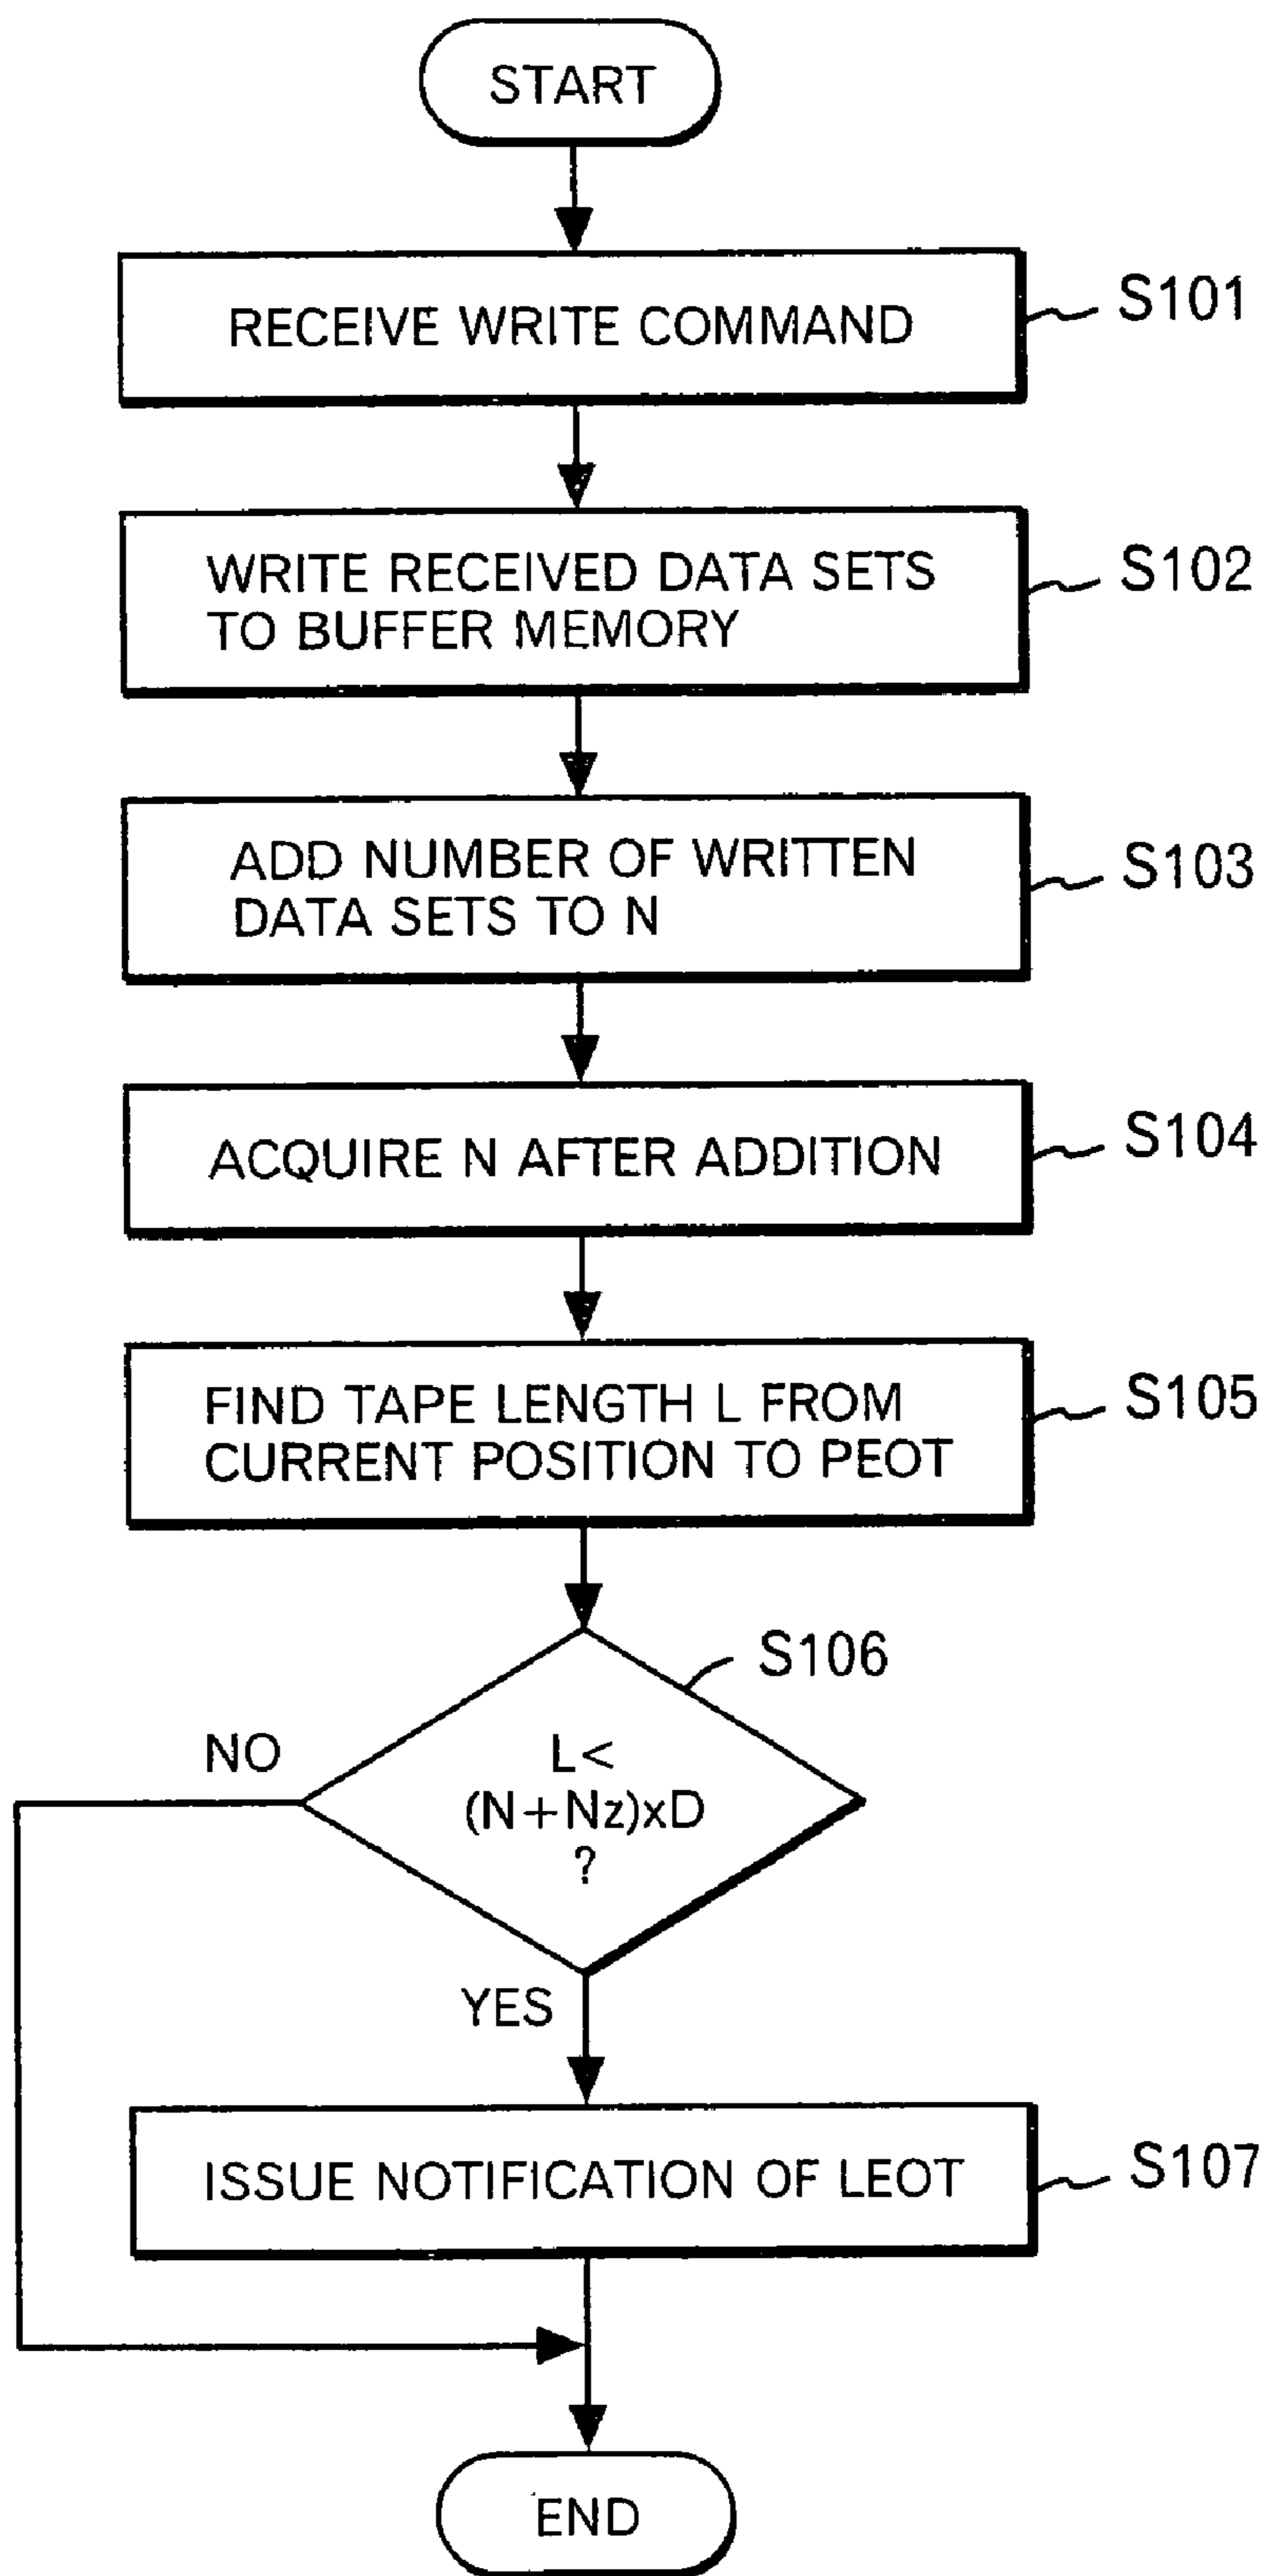 START
RECEIVE WRITE COMMAND
S101
WRITE RECEIVED DATA SETS
TO BUFFER MEMORY
S102
ADD NUMBER OF WRITTEN
DATA SETS TO N
S103
ACQUIRE N AFTER ADDITION
S104
FIND TAPE LENGTH L FROM
CURRENT POSITION TO PEOT
S105
S106
NO
L<
(N+Nz)xD
?
YES
ISSUE NOTIFICATION OF LEOT
S107
END